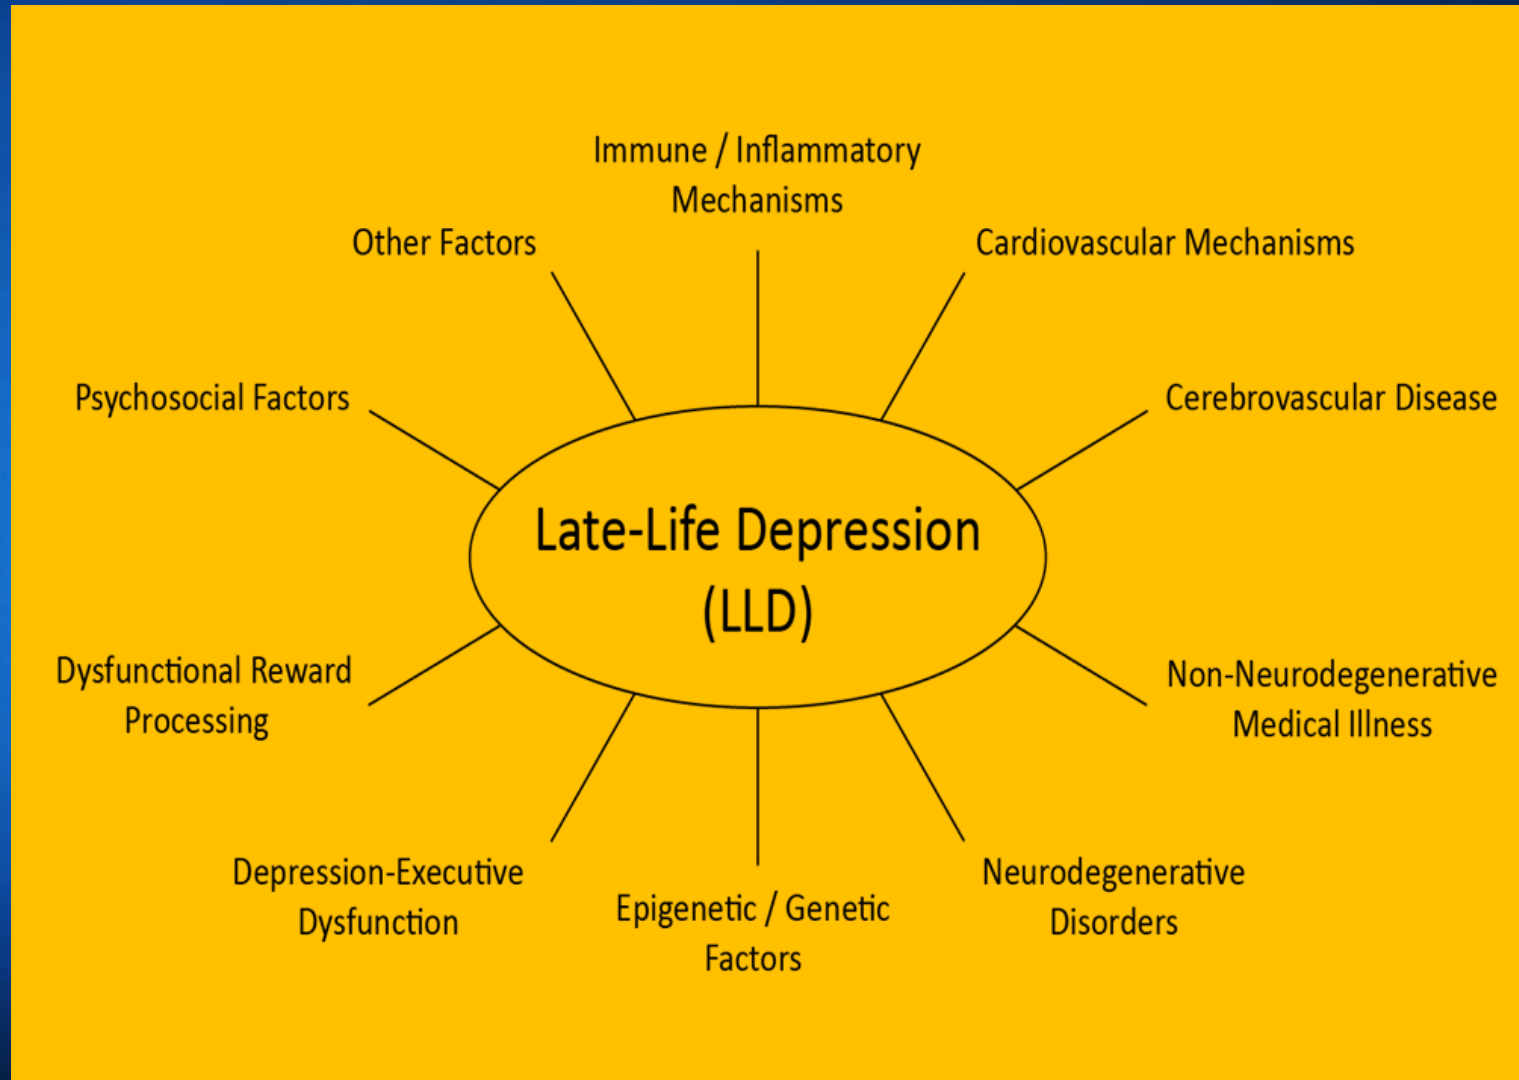 Immune / Inflammatory
Mechanisms
Other Factors
Cardiovascular Mechanisms
Psychosocial Factors
Cerebrovascular Disease
Late-Life Depression
(LLD)
Dysfunctional Reward
Processing
Non-Neurodegenerative
Medical Illness
Depression-Executive
Dysfunction
Epigenetic / Genetic
Factors
Neurodegenerative
Disorders